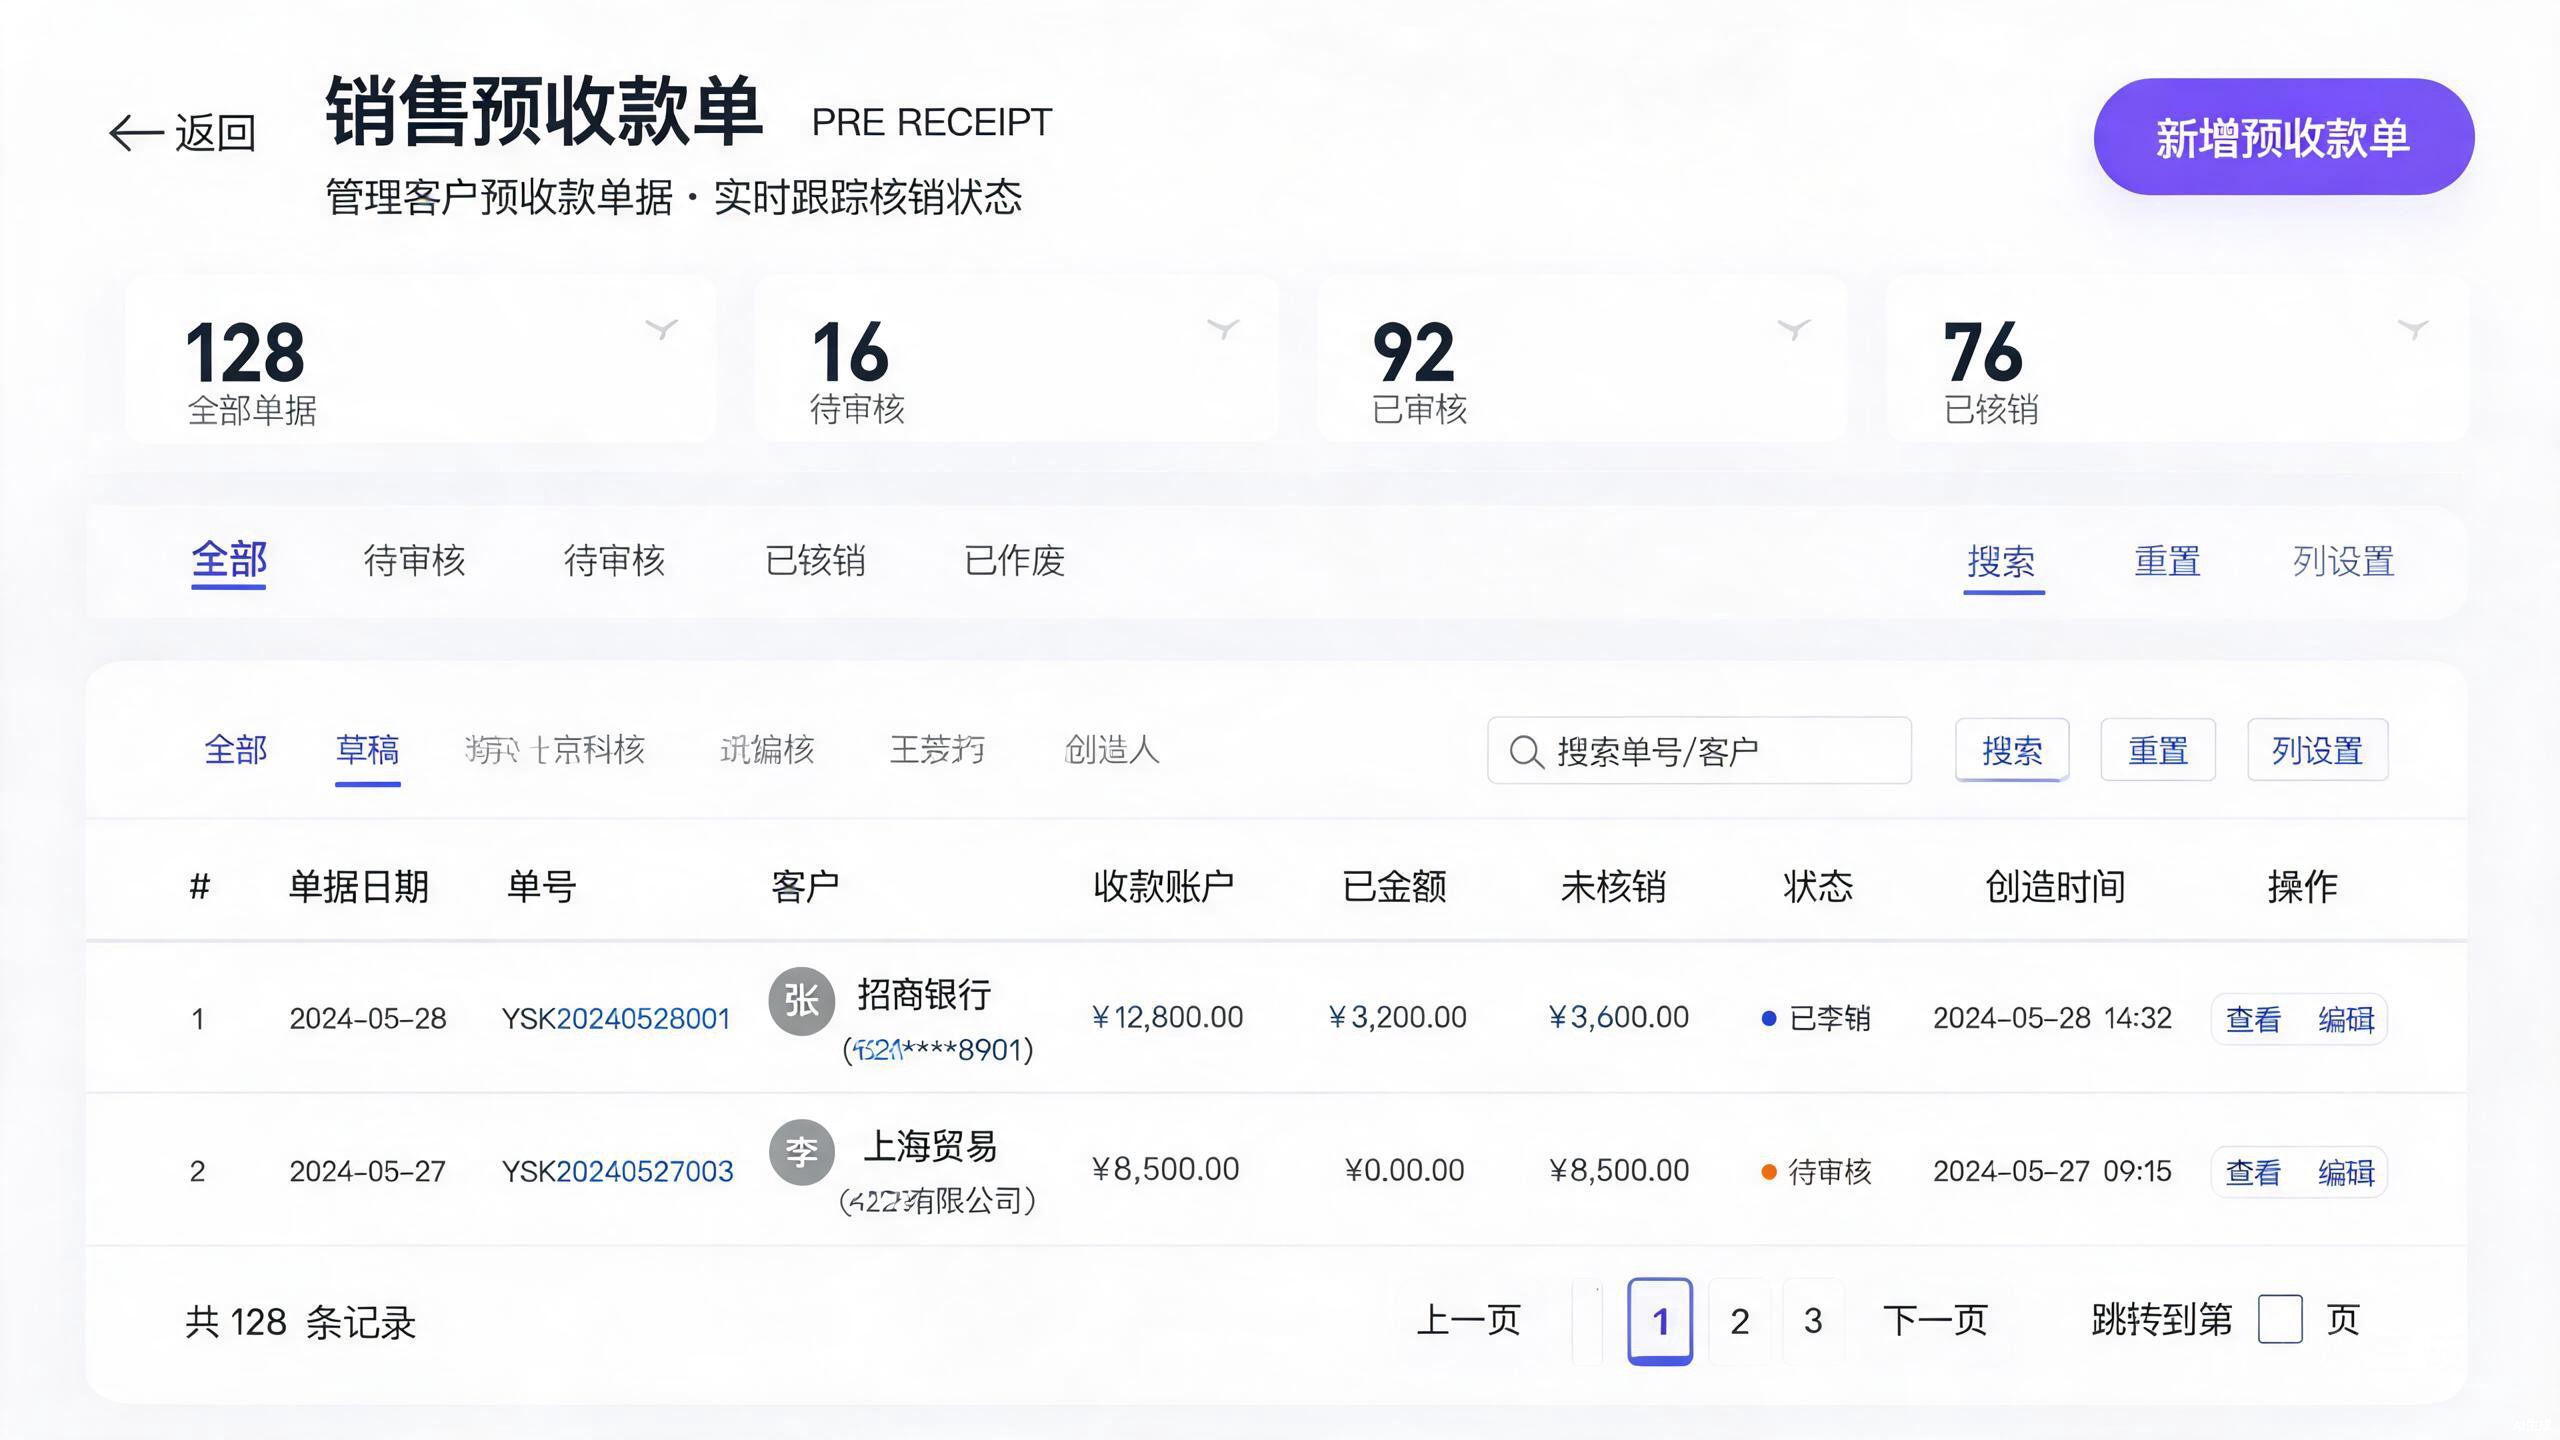 返回
销售预收款单 PRE RECEIPT
管理客户预收款单据・实时跟踪核销状态
新增预收款单
128
全部单据
16
待审核
92
已审核
76
已核销
全部 待审核 待审核 已核销 已作废 搜索 重置 列设置
全部 草稿 京科核 编核 王 创造人 搜索单号/客户 搜索 重置 列设置
# 单据日期 单号 客户 收款账户 已金额 未核销 状态 创造时间 操作
1 2024-05-28 YSK20240528001 张 招商银行 ¥12,800.00 ¥3,200.00 ¥3,600.00 已李销 2024-05-28 14:32 查看 编辑
****8901)
2 2024-05-27 YSK20240527003 李 上海贸易 ¥8,500.00 ¥0.00.00 ¥8,500.00 待审核 2024-05-27 09:15 查看 编辑
有限公司)
共 128 条记录 上一页 1 2 3 下一页 跳转到第 页